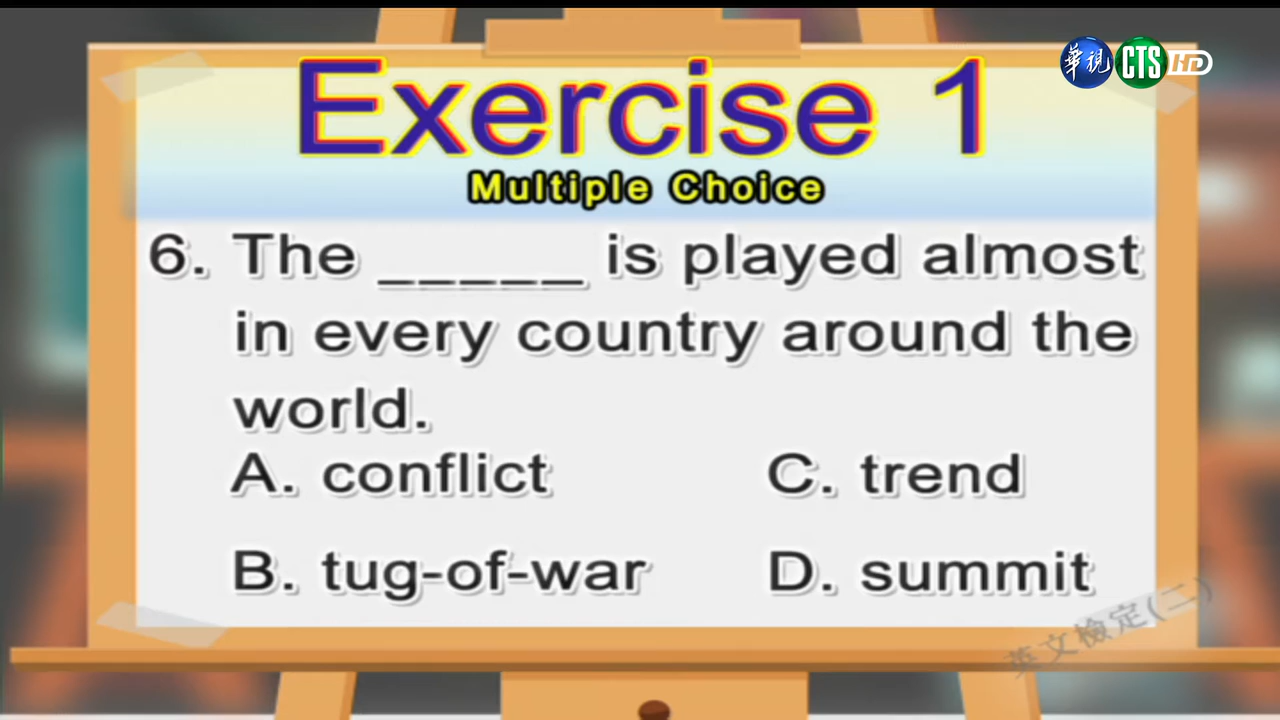 華視 CTS HD
Exercise 1
Multiple Choice
6. The _____ is played almost
in every country around the
world.
A. conflict
C. trend
B. tug-of-war
D. summit
英文檢定(二)